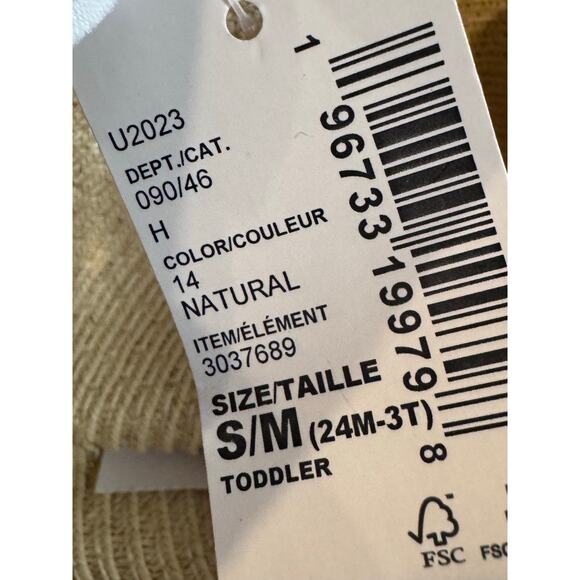 U2023
DEPT./CAT.
090/46
H
COLOR/COULEUR
14
NATURAL
ITEM/ÉLÉMENT
3037689
SIZE/TAILLE
S/M (24M-3T)
TODDLER
1 96733 19979 8
FSC
FSC